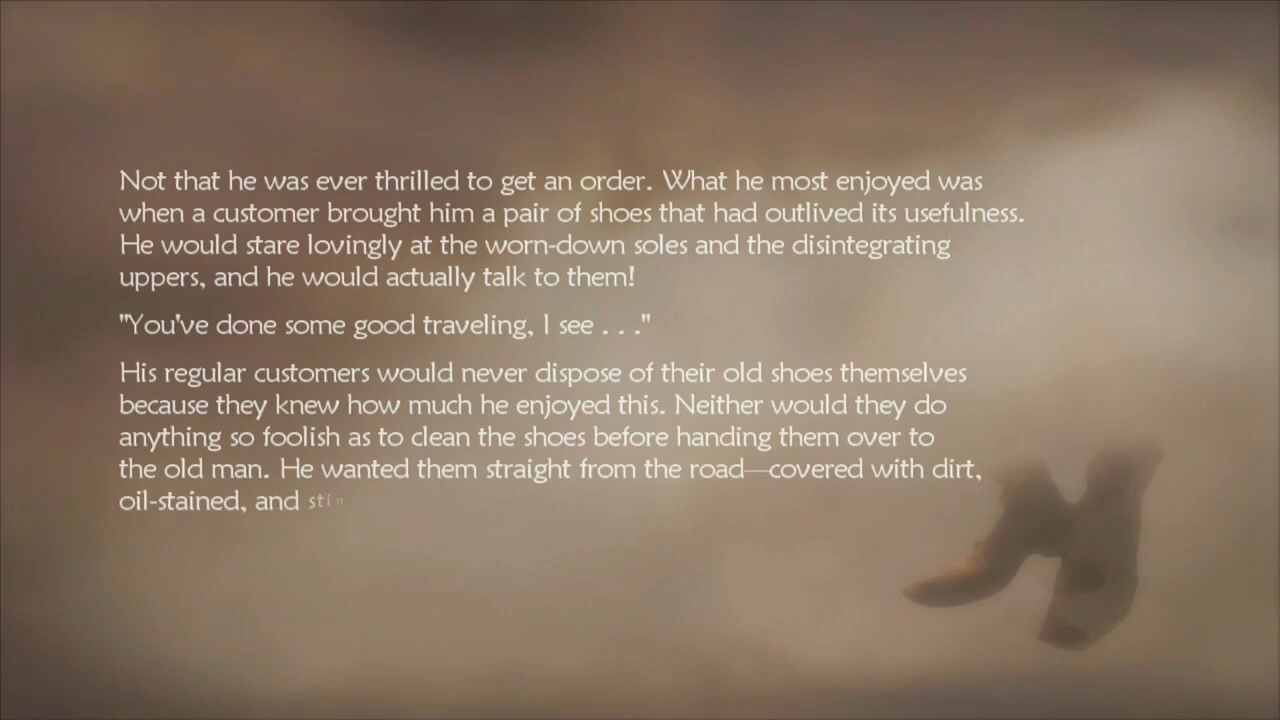 Not that he was ever thrilled to get an order. What he most enjoyed was
when a customer brought him a pair of shoes that had outlived its usefulness.
He would stare lovingly at the worn-down soles and the disintegrating
uppers, and he would actually talk to them!
"You've done some good traveling, I see . . ."
His regular customers would never dispose of their old shoes themselves
because they knew how much he enjoyed this. Neither would they do
anything so foolish as to clean the shoes before handing them over to
the old man. He wanted them straight from the road—covered with dirt,
oil-stained, and stin